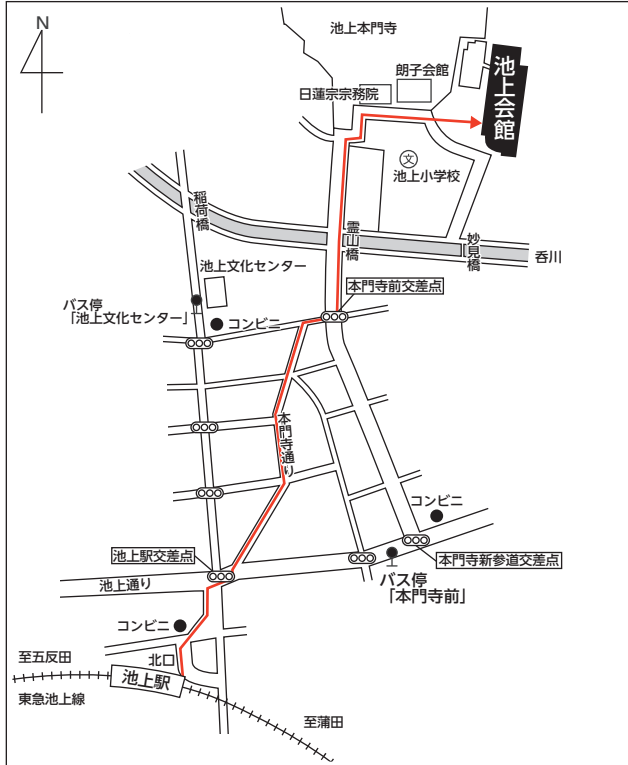 N
池上本門寺
朗子会館
日蓮宗宗務院
池上会館
文
池上小学校
稲荷橋
霊山橋
妙見橋
呑川
池上文化センター
本門寺前交差点
バス停
「池上文化センター」
コンビニ
本門寺通り
コンビニ
池上駅交差点
本門寺新参道交差点
池上通り
バス停
「本門寺前」
コンビニ
北口
至五反田
池上駅
東急池上線
至蒲田